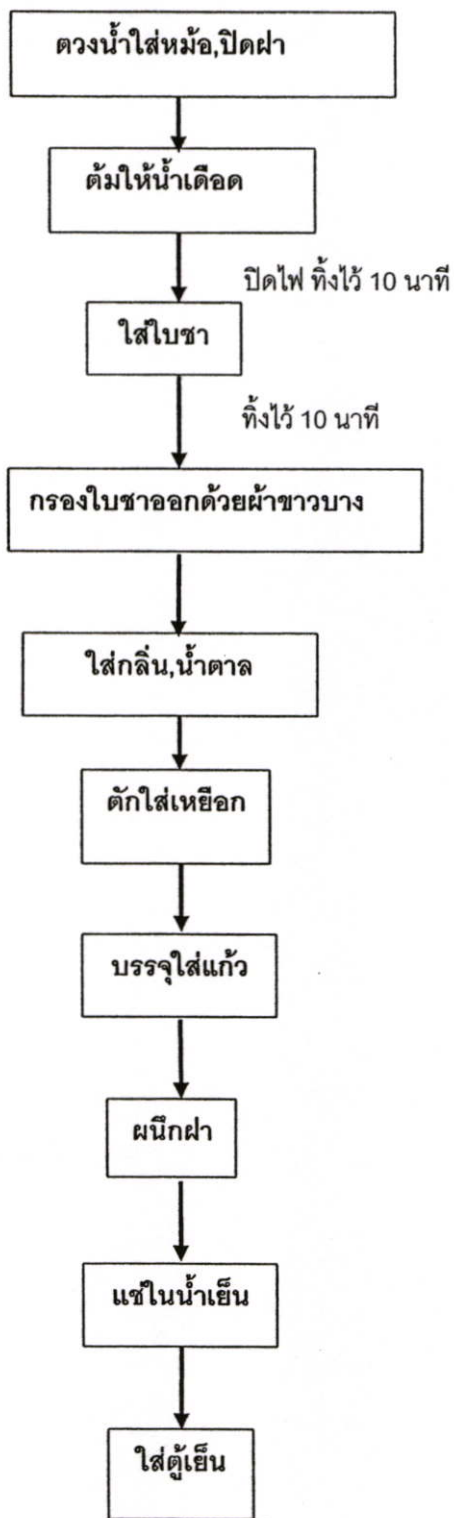 ตวงน้ำใส่หม้อ,ปิดฝา
ต้มให้น้ำเดือด
ปิดไฟ ทิ้งไว้ 10 นาที
ใส่ใบชา
ทิ้งไว้ 10 นาที
กรองใบชาออกด้วยผ้าขาวบาง
ใส่กลิ่น,น้ำตาล
ตักใส่เหยือก
บรรจุใส่แก้ว
ผนึกฝา
แช่ในน้ำเย็น
ใส่ตู้เย็น